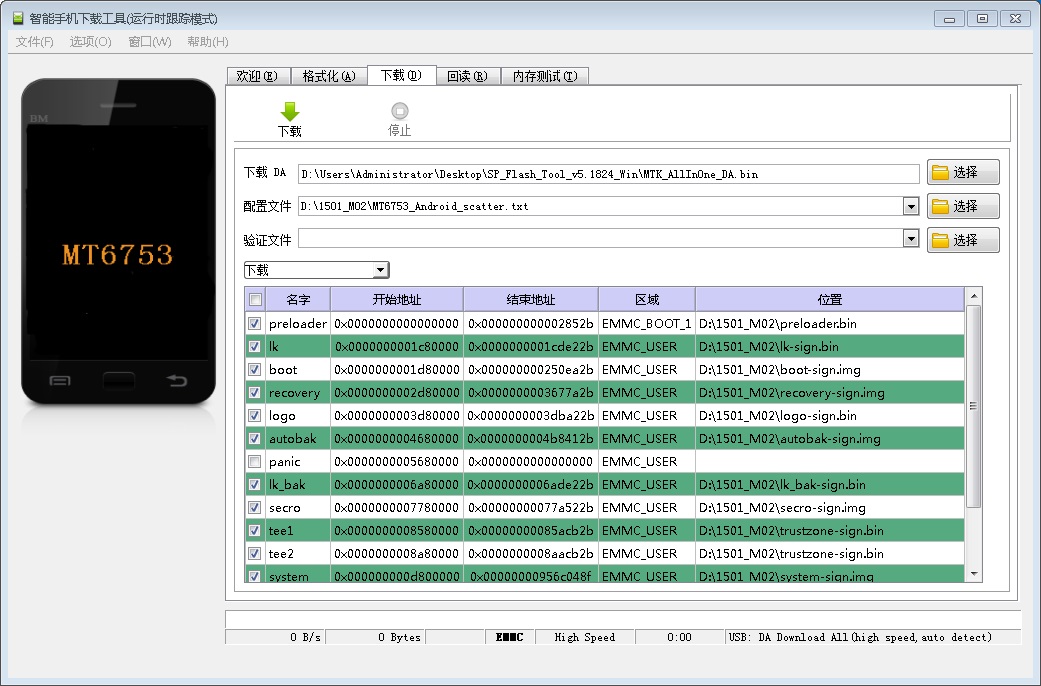 智能手机下载工具(运行时跟踪模式)
文件(F) 选项(O) 窗口(W) 帮助(H)
欢迎(E) 格式化(A) 下载(D) 回读(R) 内存测试(T)
下载 停止
BM
MT6753
下载 DA D:\Users\Administrator\Desktop\SP_Flash_Tool_v5.1824_Win\MTK_AllInOne_DA.bin 选择
配置文件 D:\1501_M02\MT6753_Android_scatter.txt 选择
验证文件 选择
下载
名字 开始地址 结束地址 区域 位置
preloader 0x0000000000000000 0x000000000002852b EMMC_BOOT_1 D:\1501_M02\preloader.bin
lk 0x0000000001c80000 0x0000000001cde22b EMMC_USER D:\1501_M02\lk-sign.bin
boot 0x0000000001d80000 0x000000000250ea2b EMMC_USER D:\1501_M02\boot-sign.img
recovery 0x0000000002d80000 0x0000000003677a2b EMMC_USER D:\1501_M02\recovery-sign.img
logo 0x0000000003d80000 0x0000000003dba22b EMMC_USER D:\1501_M02\logo-sign.bin
autobak 0x0000000004680000 0x0000000004b8412b EMMC_USER D:\1501_M02\autobak-sign.img
panic 0x0000000005680000 0x0000000000000000 EMMC_USER
lk_bak 0x0000000006a80000 0x0000000006ade22b EMMC_USER D:\1501_M02\lk_bak-sign.bin
secro 0x0000000007780000 0x00000000077a522b EMMC_USER D:\1501_M02\secro-sign.img
tee1 0x0000000008580000 0x00000000085acb2b EMMC_USER D:\1501_M02\trustzone-sign.bin
tee2 0x0000000008a80000 0x0000000008aacb2b EMMC_USER D:\1501_M02\trustzone-sign.bin
system 0x000000000d800000 0x00000000956c048f EMMC_USER D:\1501_M02\system-sign.img
0 B/s 0 Bytes EMMC High Speed 0:00 USB: DA Download All(high speed,auto detect)